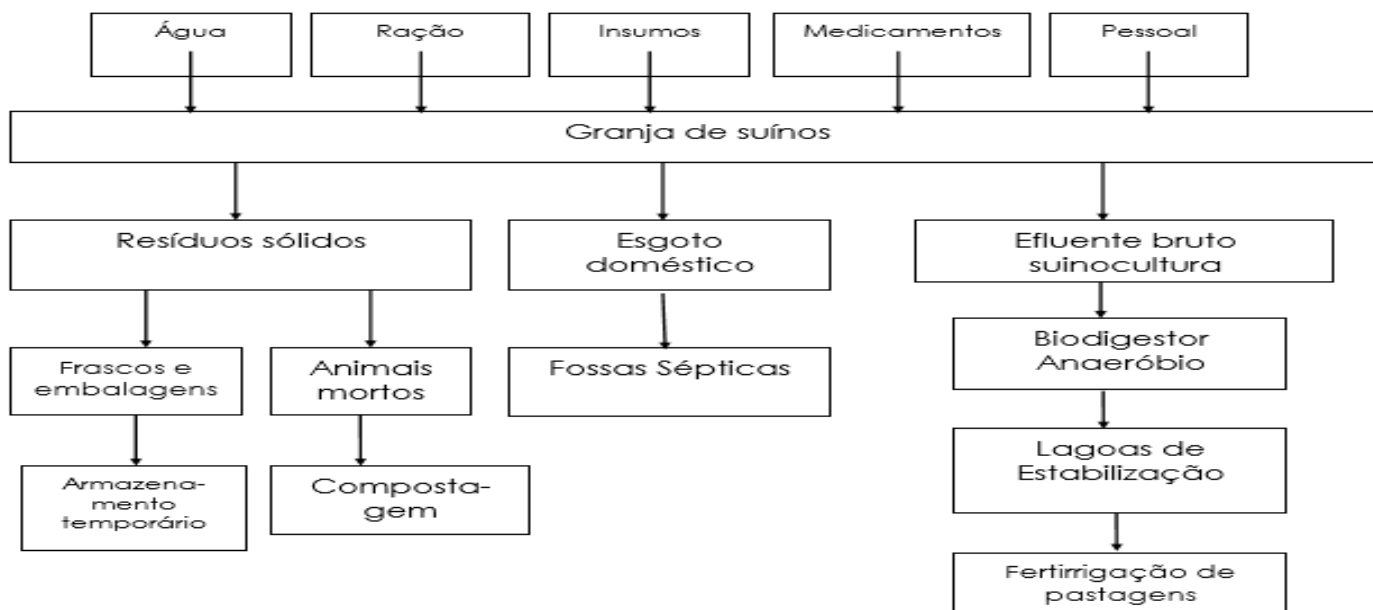 Água
Ração
Insumos
Medicamentos
Pessoal
Granja de suínos
Resíduos sólidos
Esgoto
doméstico
Efluente bruto
suinocultura
Frascos e
embalagens
Animais
mortos
Fossas Sépticas
Biodigestor
Anaeróbio
Armazena-
mento
temporário
Composta-
gem
Lagoas de
Estabilização
Fertirrigação de
pastagens